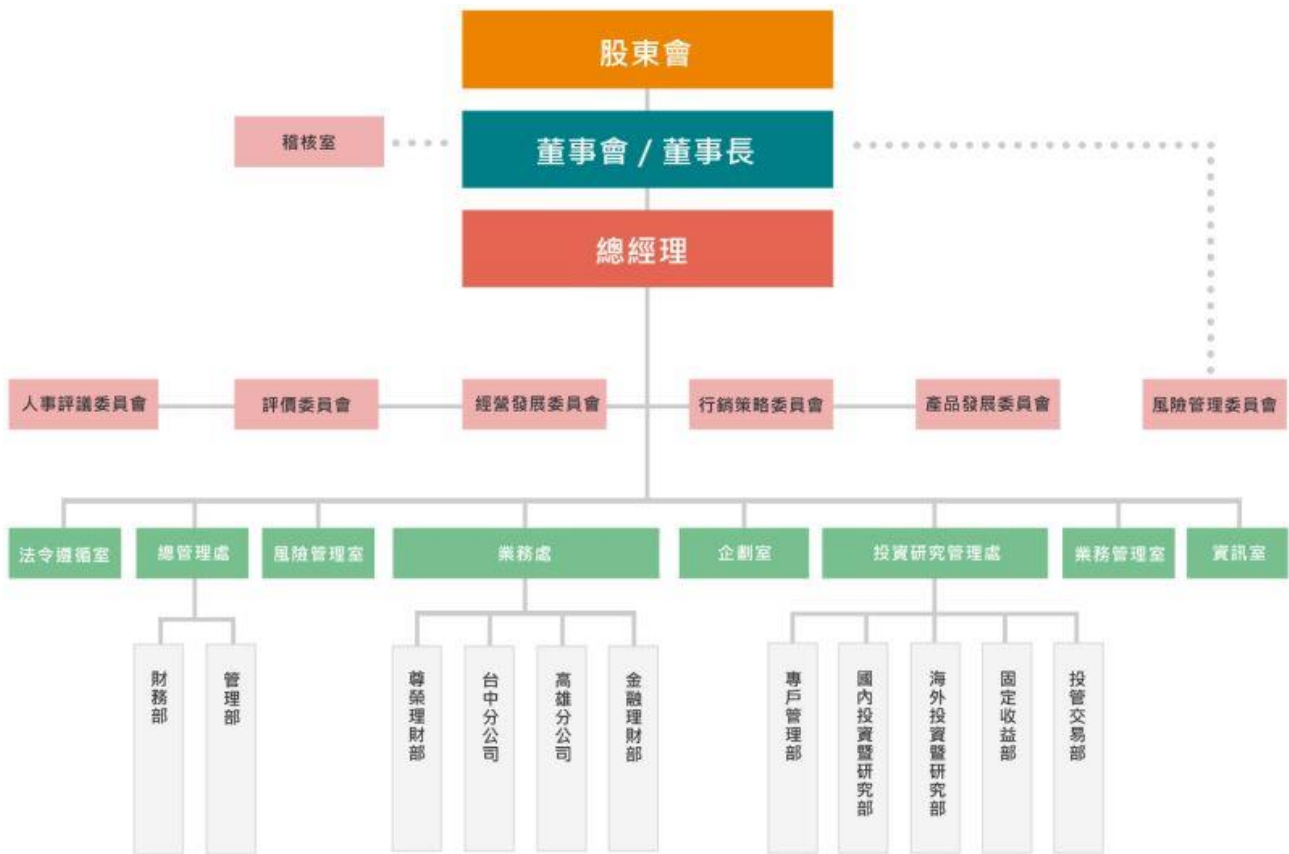 股東會
稽核室
董事會 / 董事長
總經理
人事評議委員會
評價委員會
經營發展委員會
行銷策略委員會
產品發展委員會
風險管理委員會
法令遵循室
總管理處
風險管理室
業務處
企劃室
投資研究管理處
業務管理室
資訊室
財務部
管理部
尊榮理財部
台中分公司
高雄分公司
金融理財部
專戶管理部
國內投資暨研究部
海外投資暨研究部
固定收益部
投管交易部